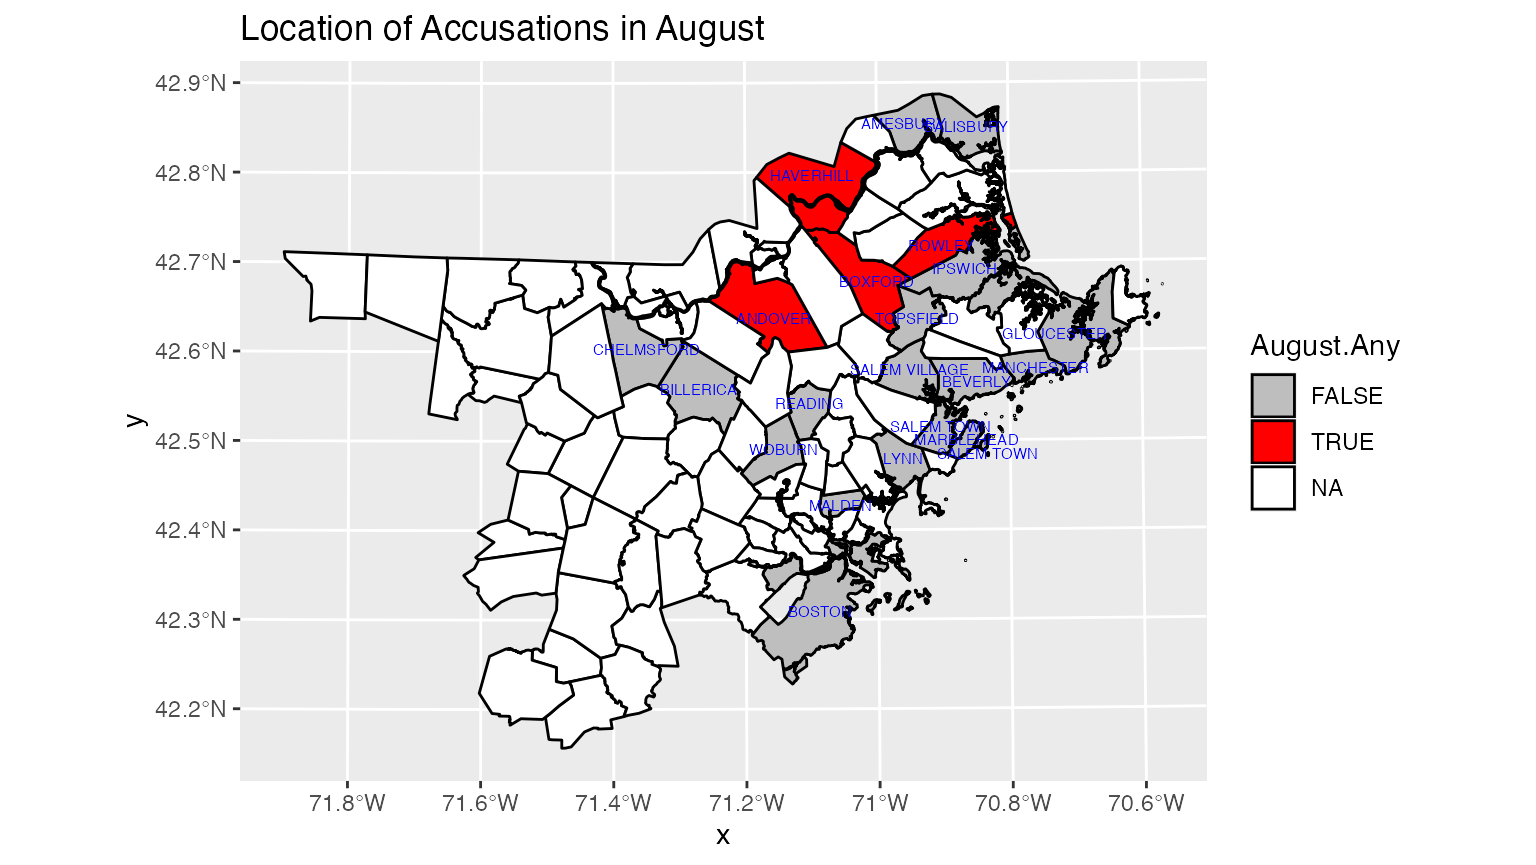 Location of Accusations in August
42.9°N
42.8°N
42.7°N
42.6°N
42.5°N
42.4°N
42.3°N
42.2°N
y
AMESBURY
SALISBURY
HAVERHILL
ROWLEY
IPSWICH
BOXFORD
ANDOVER
TOPSFIELD
GLOUCESTER
CHELMSFORD
SALEM VILLAGE
MANCHESTER
BEVERLY
BILLERICA
READING
SALEM TOWN
MARBLEHEAD
WOBURN
SALEM TOWN
LYNN
MALDEN
BOSTON
71.8°W
71.6°W
71.4°W
71.2°W
71°W
70.8°W
70.6°W
x
August.Any
FALSE
TRUE
NA